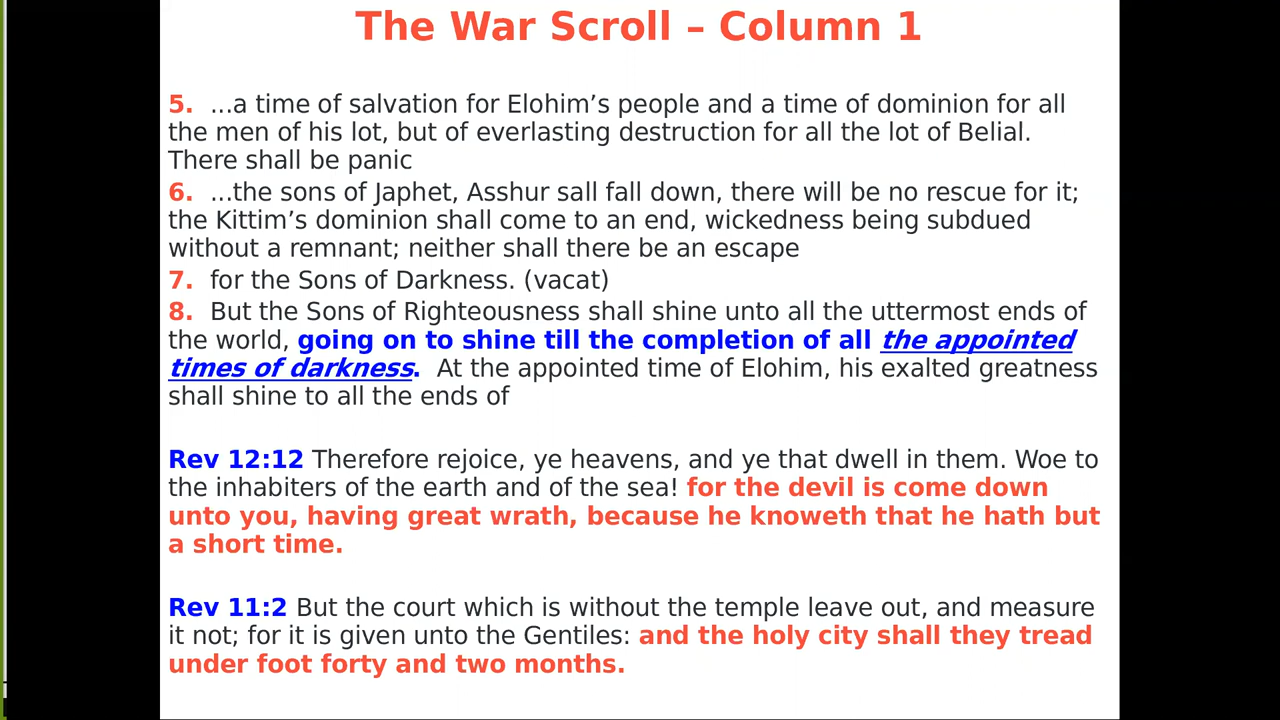 The War Scroll – Column 1
5. ...a time of salvation for Elohim’s people and a time of dominion for all
the men of his lot, but of everlasting destruction for all the lot of Belial.
There shall be panic
6. ...the sons of Japhet, Asshur sall fall down, there will be no rescue for it;
the Kittim’s dominion shall come to an end, wickedness being subdued
without a remnant; neither shall there be an escape
7. for the Sons of Darkness. (vacat)
8. But the Sons of Righteousness shall shine unto all the uttermost ends of
the world, going on to shine till the completion of all the appointed
times of darkness. At the appointed time of Elohim, his exalted greatness
shall shine to all the ends of
Rev 12:12 Therefore rejoice, ye heavens, and ye that dwell in them. Woe to
the inhabiters of the earth and of the sea! for the devil is come down
unto you, having great wrath, because he knoweth that he hath but
a short time.
Rev 11:2 But the court which is without the temple leave out, and measure
it not; for it is given unto the Gentiles: and the holy city shall they tread
under foot forty and two months.